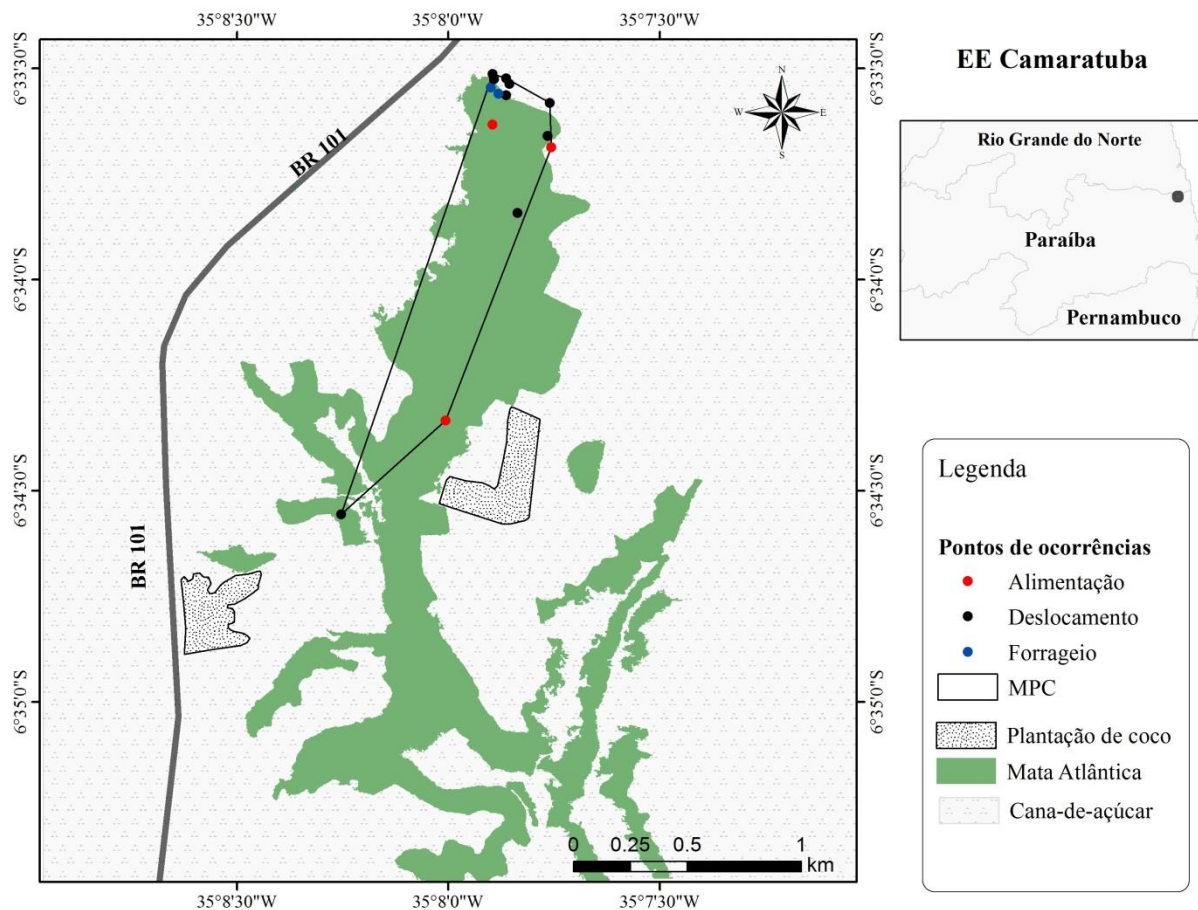 35°8'30"W 35°8'0"W 35°7'30"W
6°33'30"S
6°34'0"S
6°34'30"S
6°35'0"S
BR 101
BR 101
N
W E
S
0 0.25 0.5 1
km
6°33'30"S
6°34'0"S
6°34'30"S
6°35'0"S
35°8'30"W 35°8'0"W 35°7'30"W
EE Camaratuba
Rio Grande do Norte
Paraíba
Pernambuco
Legenda
Pontos de ocorrências
Alimentação
Deslocamento
Forrageio
MPC
Plantação de coco
Mata Atlântica
Cana-de-açúcar